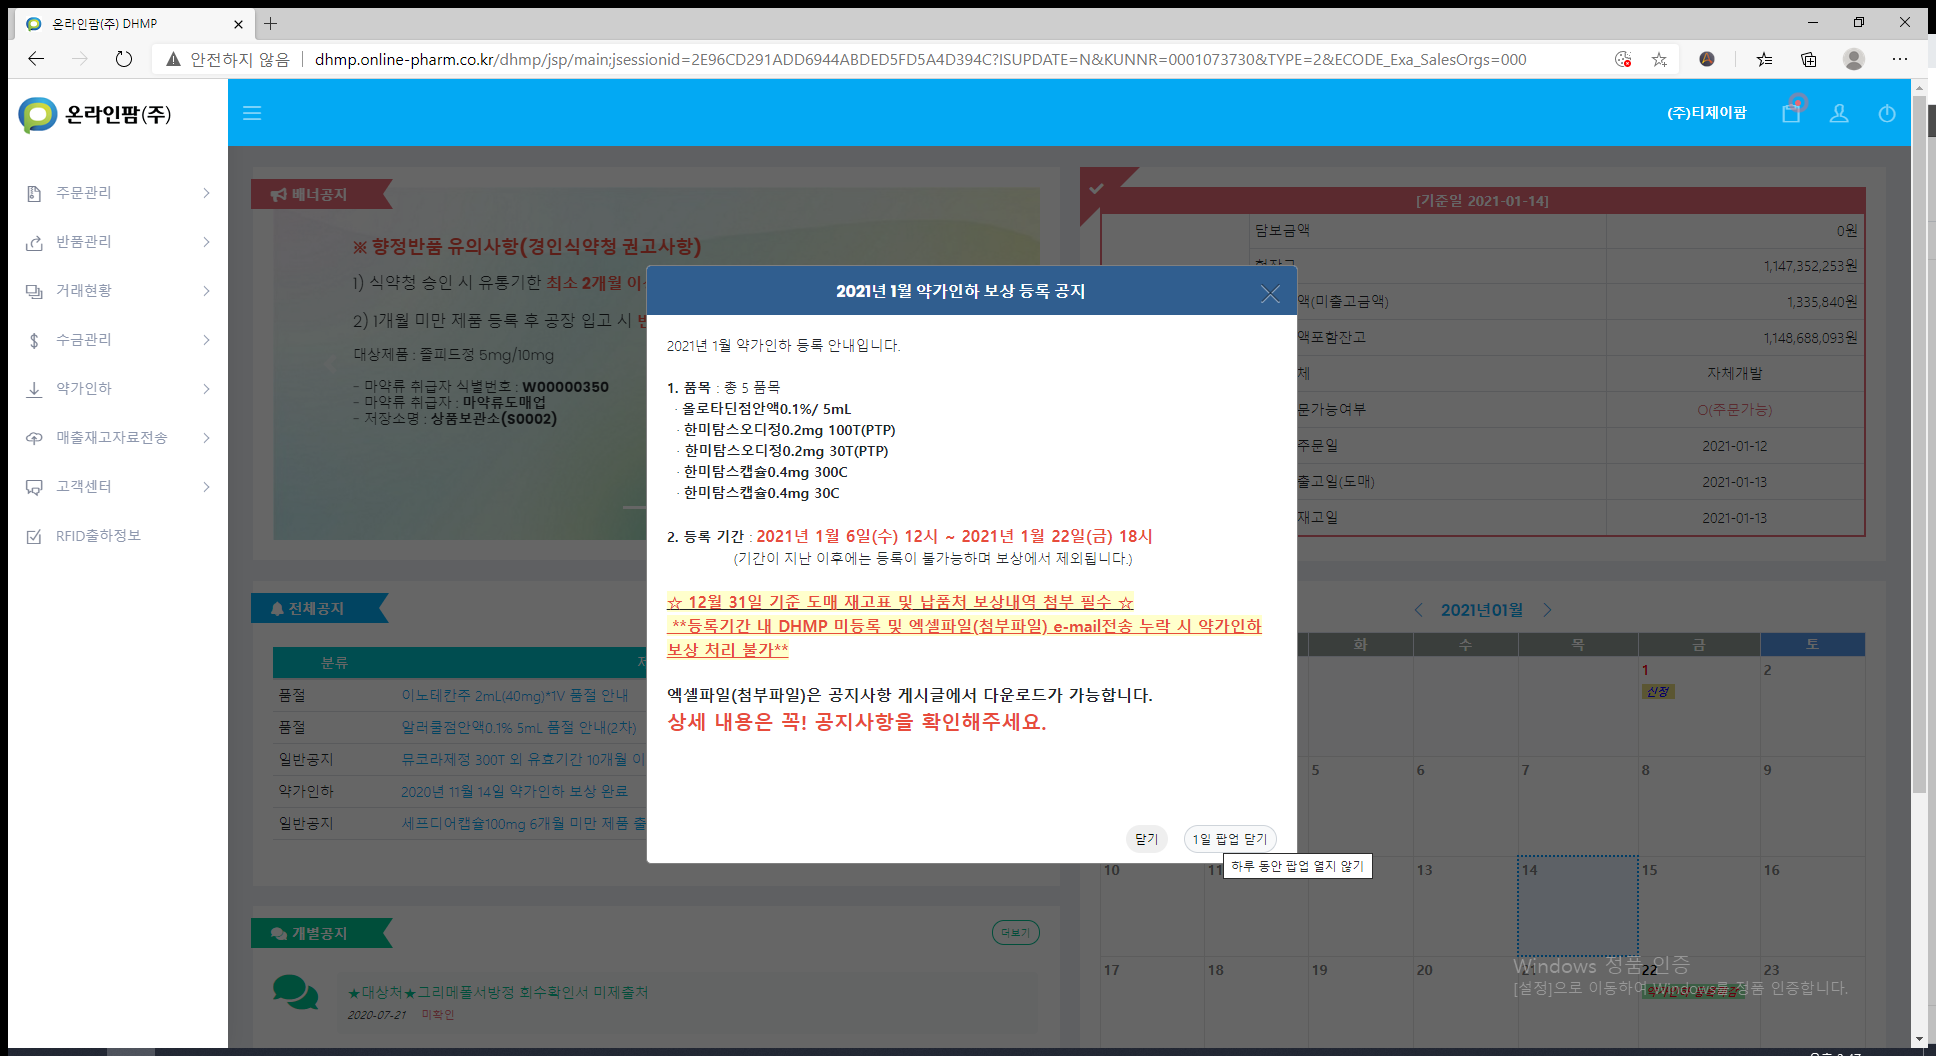 온라인팜(주) DHMP
안전하지 않음
dhmp.online-pharm.co.kr/dhmp/jsp/main;jsessionid=2E96CD291ADD6944ABDED5FD5A4D394C?ISUPDATE=N&KUNNR=0001073730&TYPE=2&ECODE_Exa_SalesOrgs=000
온라인팜(주)
(주)티제이팜
주문관리
반품관리
거래현황
수금관리
약가인하
매출재고자료전송
고객센터
RFID출하정보
배너공지
※ 향정반품 유의사항(경인식약청 권고사항)
1) 식약청 승인 시 유통기한 최소 2개월 이
2) 1개월 미만 제품 등록 후 공장 입고 시
대상제품 : 졸피드정 5mg/10mg
- 마약류 취급자 식별번호 : W00000350
- 마약류 취급자 : 마약류도매업
- 저장소명 : 상품보관소(S0002)
[기준일 2021-01-14]
담보금액 0원
1,147,352,253원
액(미출고금액) 1,335,840원
액포함잔고 1,148,688,093원
체 자체개발
문가능여부 O(주문가능)
주문일 2021-01-12
출고일(도매) 2021-01-13
재고일 2021-01-13
2021년 1월 약가인하 보상 등록 공지
2021년 1월 약가인하 등록 안내입니다.
1. 품목 : 총 5 품목
· 올로타딘점안액0.1%/ 5mL
· 한미탐스오디정0.2mg 100T(PTP)
· 한미탐스오디정0.2mg 30T(PTP)
· 한미탐스캡슐0.4mg 300C
· 한미탐스캡슐0.4mg 30C
2. 등록 기간 : 2021년 1월 6일(수) 12시 ~ 2021년 1월 22일(금) 18시
(기간이 지난 이후에는 등록이 불가능하며 보상에서 제외됩니다.)
☆ 12월 31일 기준 도매 재고표 및 납품처 보상내역 첨부 필수 ☆
**등록기간 내 DHMP 미등록 및 엑셀파일(첨부파일) e-mail전송 누락 시 약가인하
보상 처리 불가**
엑셀파일(첨부파일)은 공지사항 게시글에서 다운로드가 가능합니다.
상세 내용은 꼭! 공지사항을 확인해주세요.
닫기
1일 팝업 닫기
하루 동안 팝업 열지 않기
전체공지
분류
품절 이노테칸주 2mL(40mg)*1V 품절 안내
품절 알러쿨점안액0.1% 5mL 품절 안내(2차)
일반공지 뮤코라제정 300T 외 유효기간 10개월 이
약가인하 2020년 11월 14일 약가인하 보상 완료
일반공지 세프디어캡슐100mg 6개월 미만 제품 출
개별공지
더보기
★대상처★그리메폴서방정 회수확인서 미제출처
2020-07-21 미확인
2021년01월
화 수 목 금 토
1 2
신정
5 6 7 8 9
10 11 13 14 15 16
17 18 19 20 21 22 23
Windows 정품 인증
[설정]으로 이동하여 Windows를 정품 인증합니다.